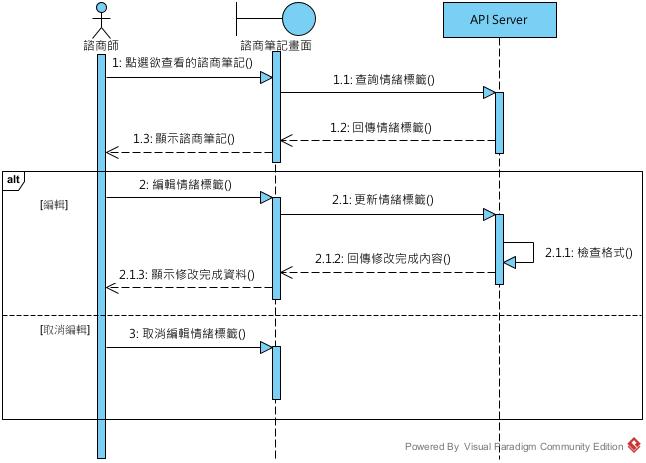 API Server
諮商師
諮商筆記畫面
1: 點選欲查看的諮商筆記()
1.1: 查詢情緒標籤()
1.2: 回傳情緒標籤()
1.3: 顯示諮商筆記()
alt
2: 編輯情緒標籤()
[編輯]
2.1: 更新情緒標籤()
2.1.1: 檢查格式()
2.1.2: 回傳修改完成內容()
2.1.3: 顯示修改完成資料()
[取消編輯]
3: 取消編輯情緒標籤()
Powered By Visual Paradigm Community Edition